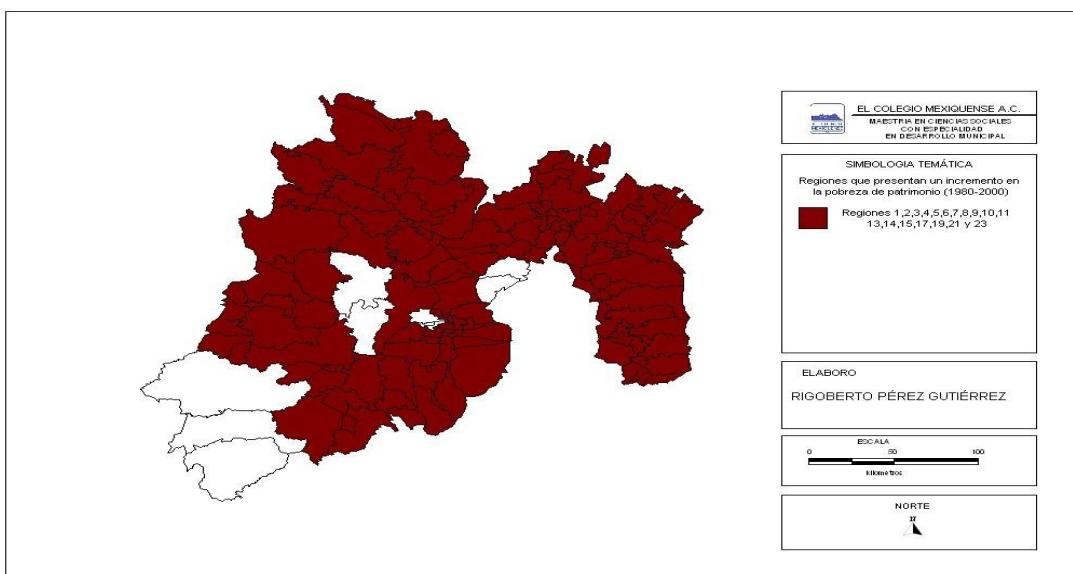 EL COLEGIO MEXIQUENSE A.C.
MAESTRIA EN CIENCIAS SOCIALES
CON ESPECIALIDAD
EN DESARROLLO MUNICIPAL
SIMBOLOGIA TEMÁTICA
Regiones que presentan un incremento en
la pobreza de patrimonio (1980-2000)
Regiones 1,2,3,4,5,6,7,8,9,10,11
13,14,15,17,19,21 y 23
ELABORO
RIGOBERTO PÉREZ GUTIÉRREZ
ESCALA
0 50 100
kilometros
NORTE